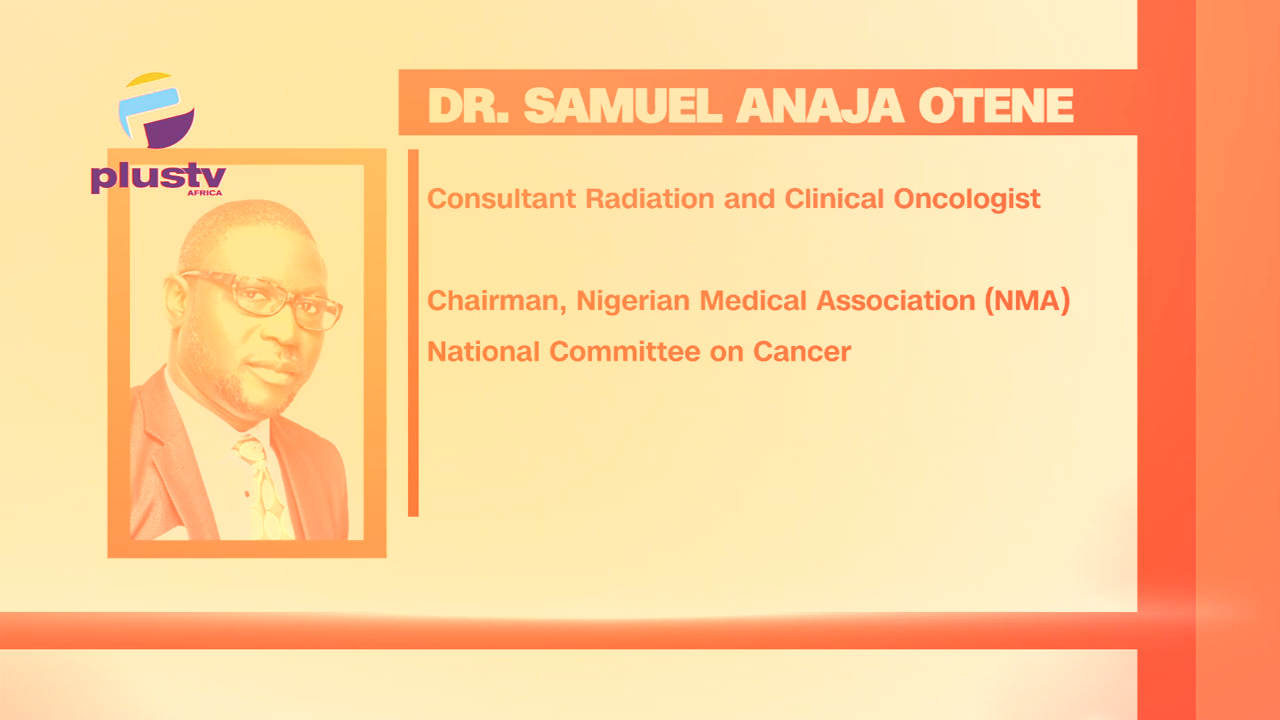 plustv
AFRICA
DR. SAMUEL ANAJA OTENE
Consultant Radiation and Clinical Oncologist
Chairman, Nigerian Medical Association (NMA)
National Committee on Cancer